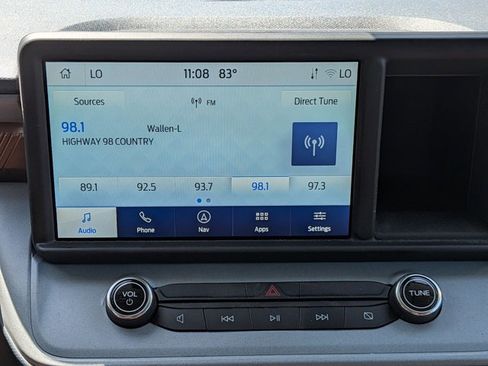 LO 11:08 83° LO
Sources FM Direct Tune
98.1 Wallen-L
HIGHWAY 98 COUNTRY
89.1 92.5 93.7 98.1 97.3
Audio Phone Nav Apps Settings
VOL TUNE